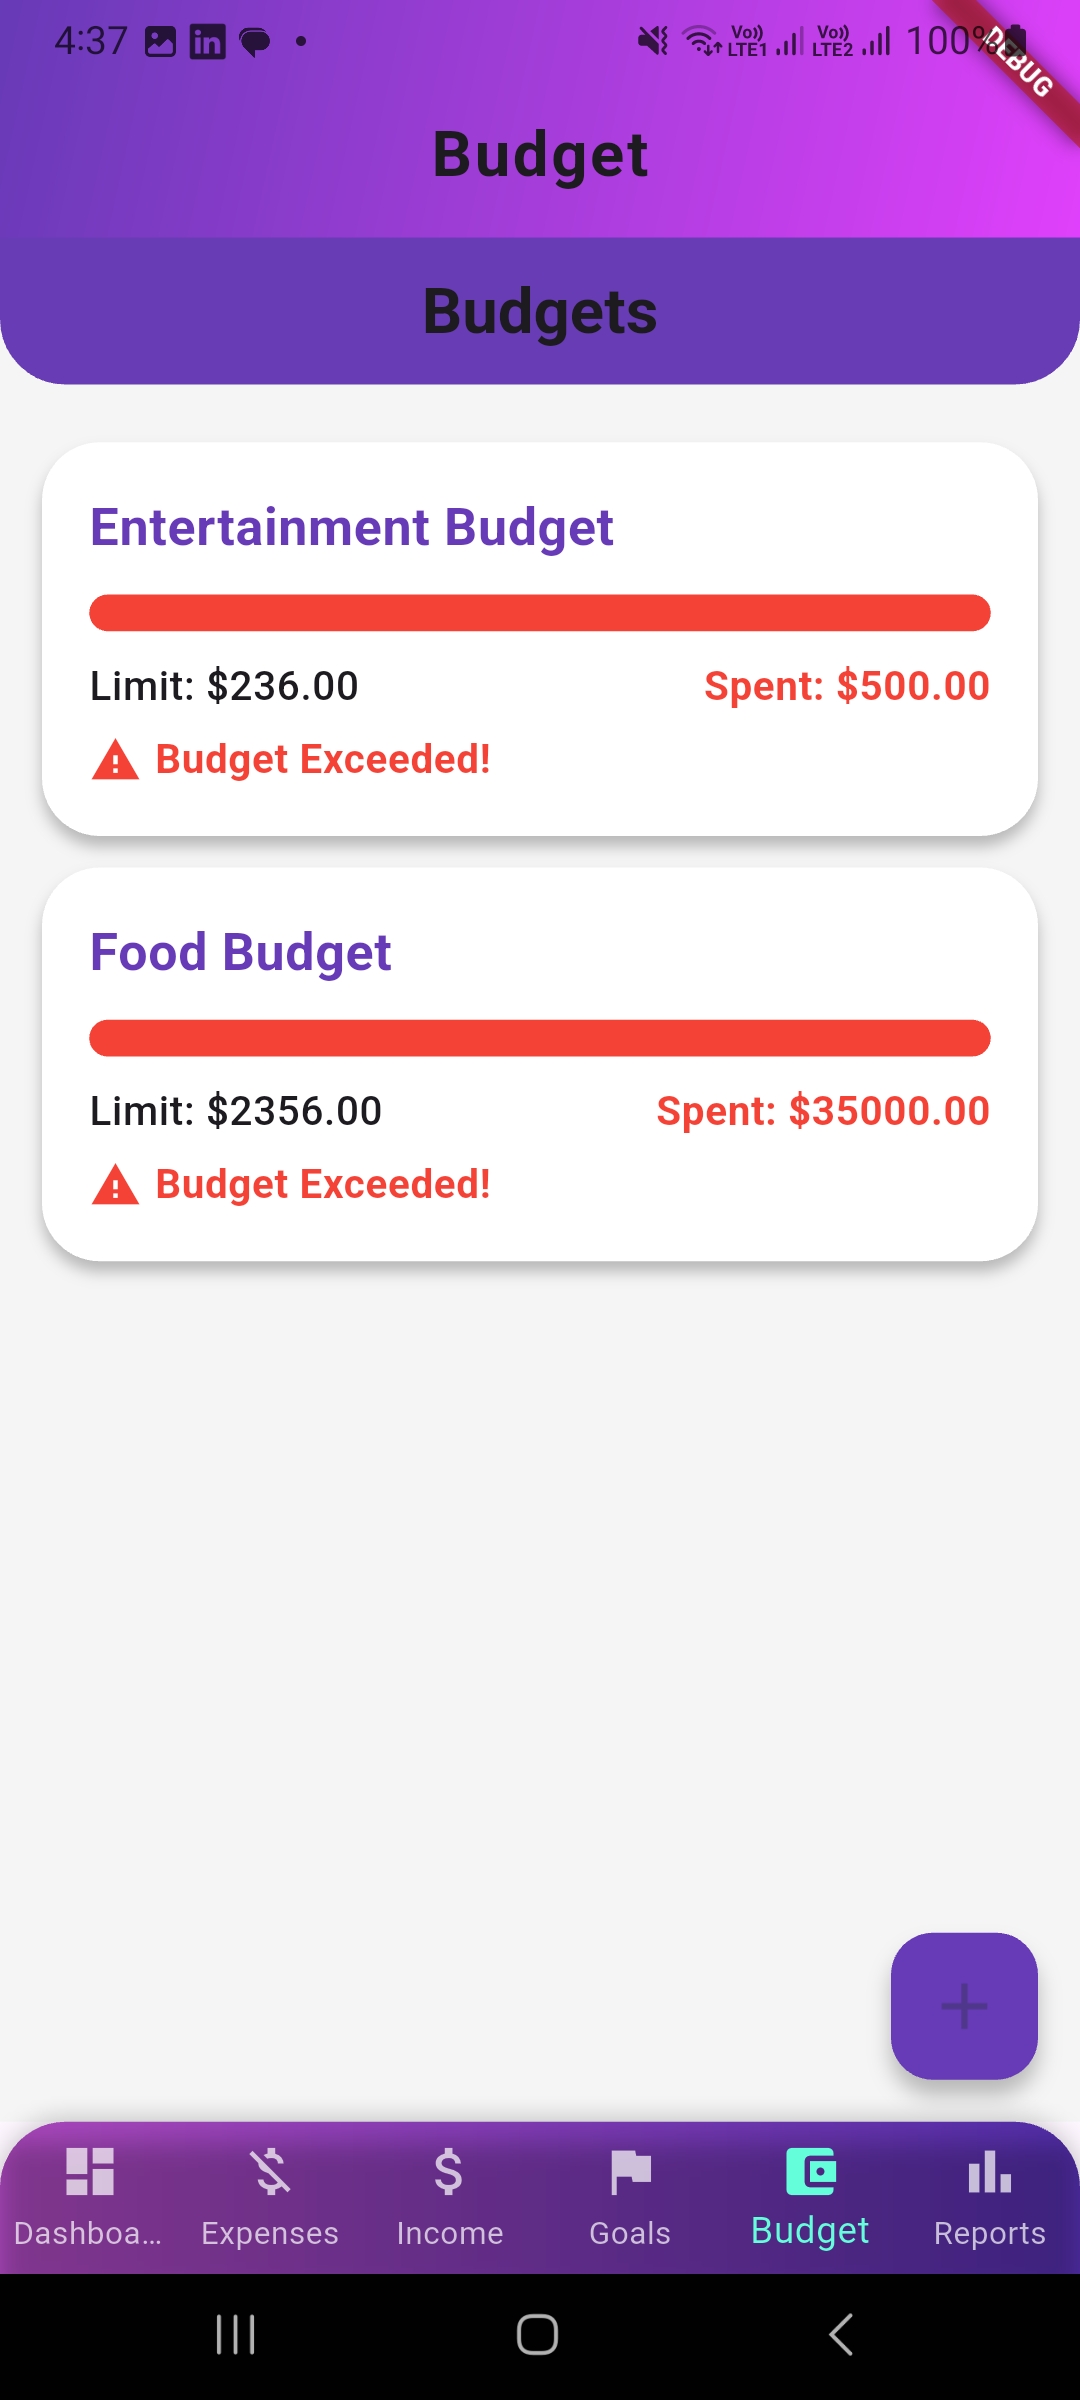 4:37 in Vo)) LTE1 Vo)) LTE2 100%
DEBUG
Budget
Budgets
Entertainment Budget
Limit: $236.00 Spent: $500.00
Budget Exceeded!
Food Budget
Limit: $2356.00 Spent: $35000.00
Budget Exceeded!
Dashboa... Expenses Income Goals Budget Reports